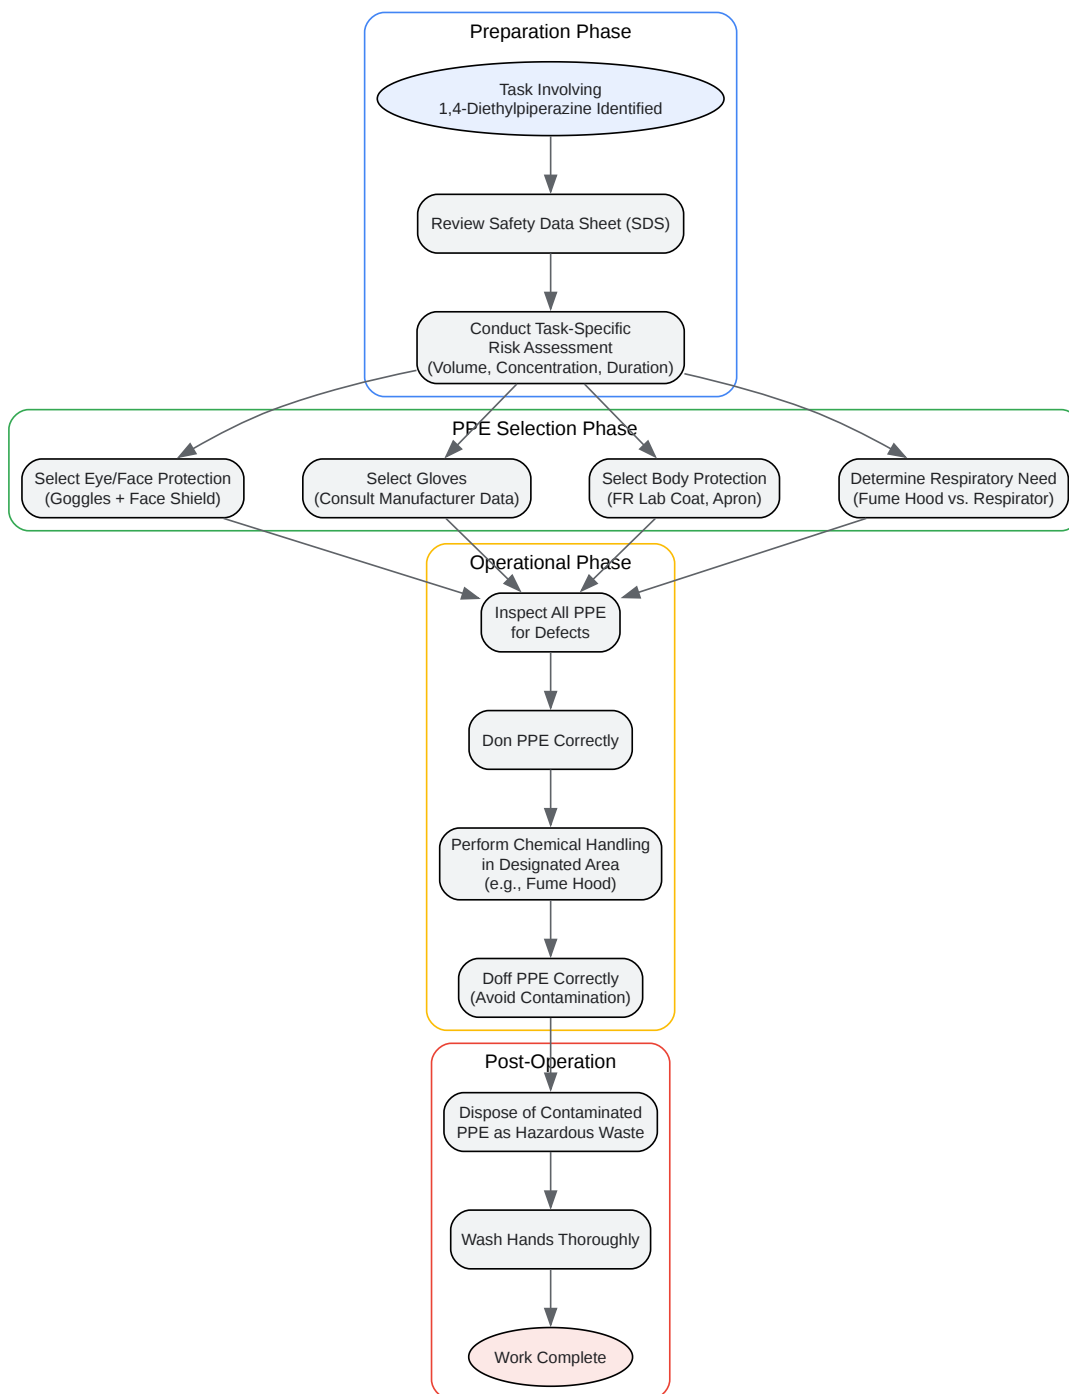 Preparation Phase
Task Involving
1,4-Diethylpiperazine Identified
Review Safety Data Sheet (SDS)
Conduct Task-Specific
Risk Assessment
(Volume, Concentration, Duration)
PPE Selection Phase
Select Eye/Face Protection
(Goggles + Face Shield)
Select Gloves
(Consult Manufacturer Data)
Select Body Protection
(FR Lab Coat, Apron)
Determine Respiratory Need
(Fume Hood vs. Respirator)
Operational Phase
Inspect All PPE
for Defects
Don PPE Correctly
Perform Chemical Handling
in Designated Area
(e.g., Fume Hood)
Doff PPE Correctly
(Avoid Contamination)
Post-Operation
Dispose of Contaminated
PPE as Hazardous Waste
Wash Hands Thoroughly
Work Complete